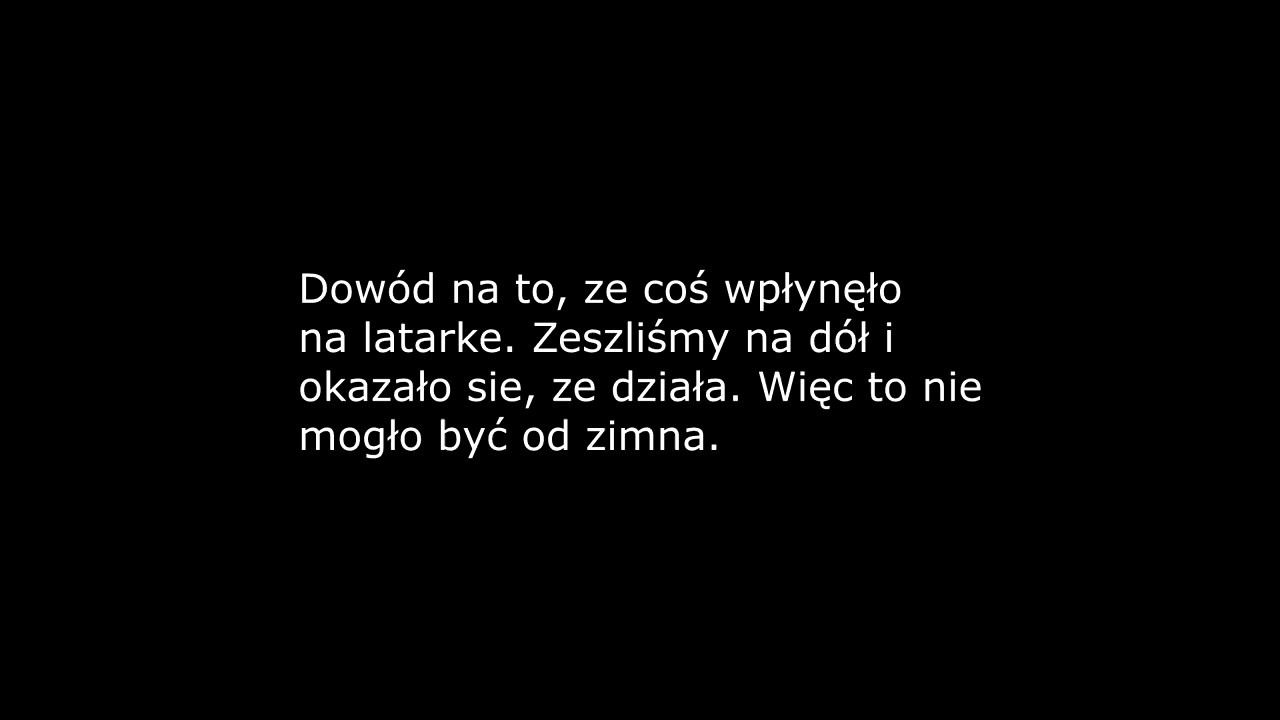 Dowód na to, ze coś wpłynęło
na latarke. Zeszliśmy na dół i
okazało sie, ze działa. Więc to nie
mogło być od zimna.